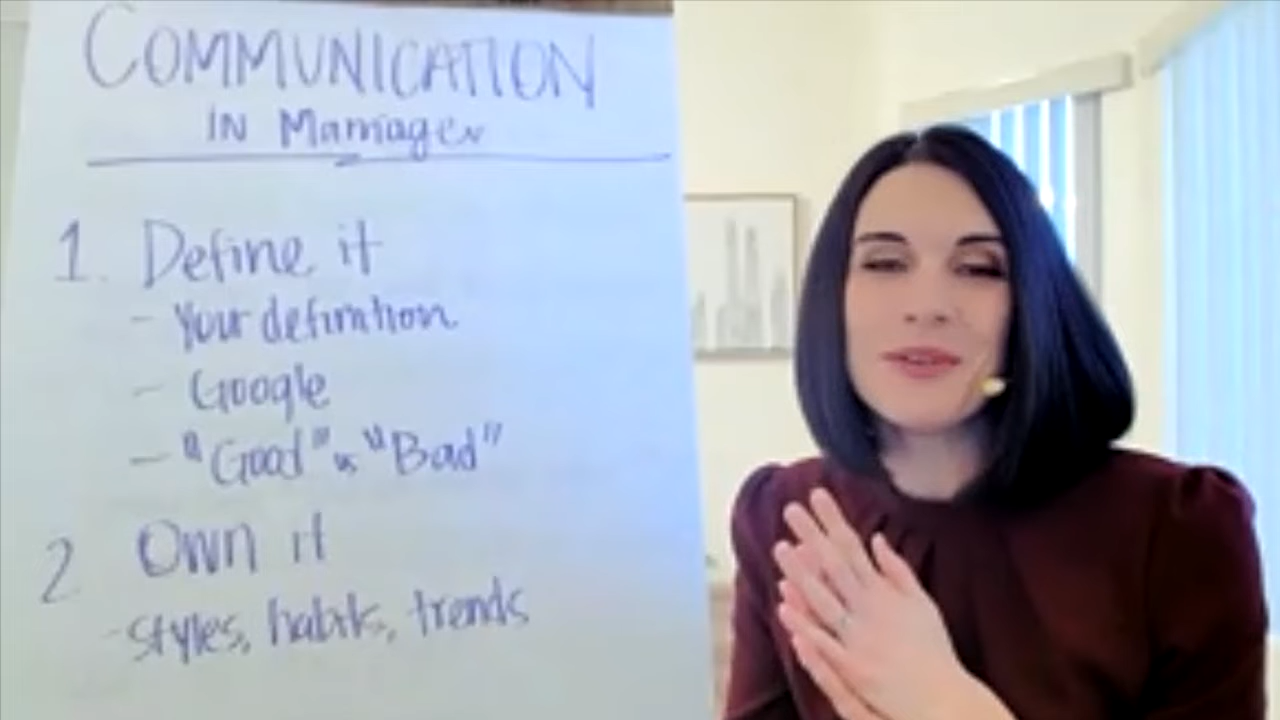 COMMUNICATION
IN Marriage
1. Define it
- Your definition
- Google
- "Good" vs "Bad"
2 Own it
- styles, habits, trends